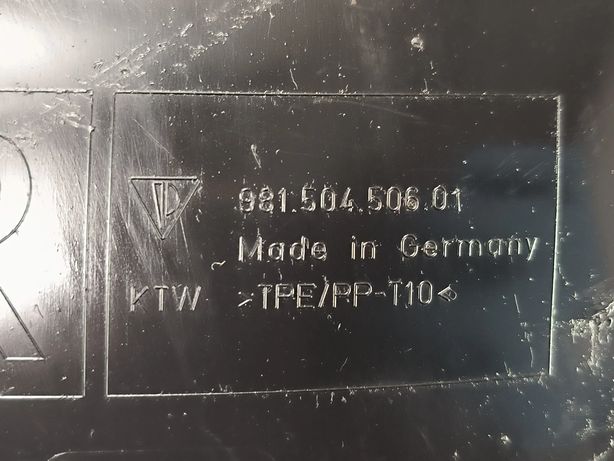 R
981.504.506.01
Made in Germany
KTW >TPE/PP-T10<